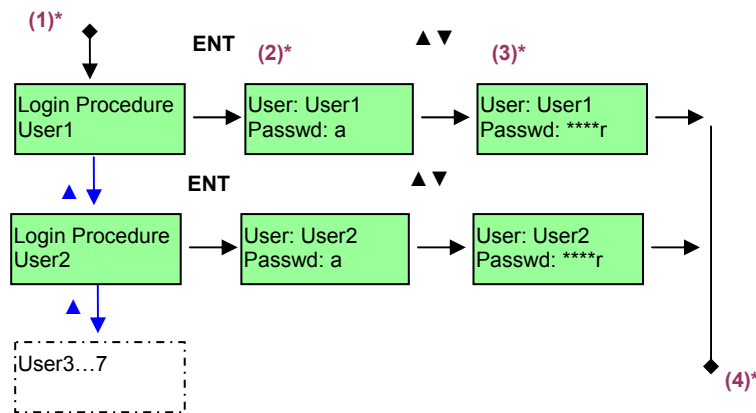 (1)*
ENT
(2)*
▲▼
(3)*
Login Procedure
User1
User: User1
Passwd: a
User: User1
Passwd: ****r
▲
ENT
▲▼
Login Procedure
User2
User: User2
Passwd: a
User: User2
Passwd: ****r
▲
User3…7
(4)*